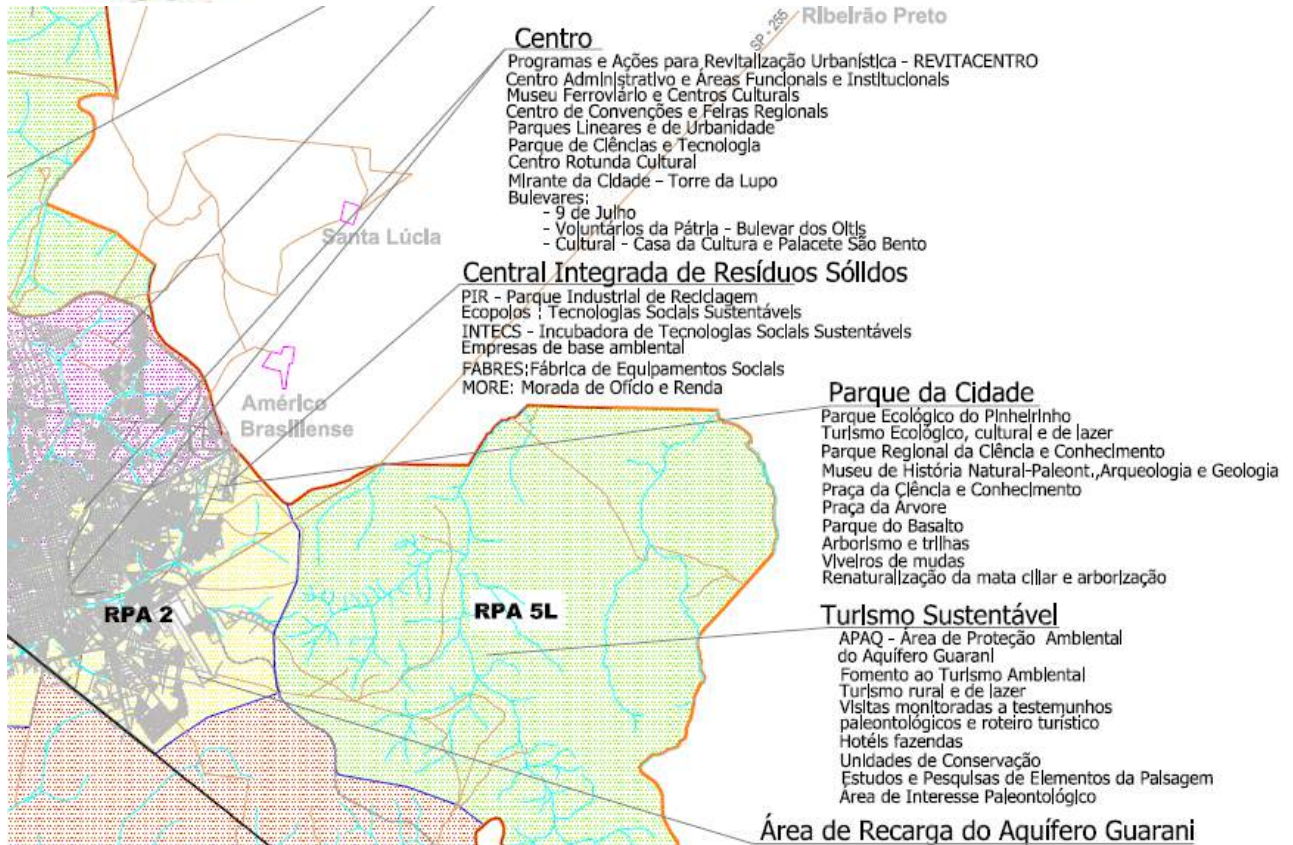 Ribeirão Preto
SP - 255
Centro
Programas e Ações para Revitalização Urbanística - REVITACENTRO
Centro Administrativo e Áreas Funcionais e Institucionais
Museu Ferroviário e Centros Culturais
Centro de Convenções e Feiras Regionais
Parques Lineares e de Urbanidade
Parque de Ciências e Tecnologia
Centro Rotunda Cultural
Mirante da Cidade - Torre da Lupo
Bulevares:
- 9 de Julho
- Voluntários da Pátria - Bulevar dos Oitis
- Cultural - Casa da Cultura e Palacete São Bento
Santa Lúcia
Central Integrada de Resíduos Sólidos
PIR - Parque Industrial de Reciclagem
Ecopolos : Tecnologias Sociais Sustentáveis
INTECS - Incubadora de Tecnologias Sociais Sustentáveis
Empresas de base ambiental
FABRES:Fábrica de Equipamentos Sociais
MORE: Morada de Ofício e Renda
Américo
Brasiliense
Parque da Cidade
Parque Ecológico do Pinheirinho
Turismo Ecológico, cultural e de lazer
Parque Regional da Ciência e Conhecimento
Museu de História Natural-Paleont.,Arqueologia e Geologia
Praça da Ciência e Conhecimento
Praça da Árvore
Parque do Basalto
Arborismo e trilhas
Viveiros de mudas
Renaturalização da mata ciliar e arborização
RPA 2
RPA 5L
Turismo Sustentável
APAQ - Área de Proteção Ambiental
do Aquífero Guarani
Fomento ao Turismo Ambiental
Turismo rural e de lazer
Visitas monitoradas a testemunhos
paleontológicos e roteiro turístico
Hotéis fazendas
Unidades de Conservação
Estudos e Pesquisas de Elementos da Paisagem
Área de Interesse Paleontológico
Área de Recarga do Aquífero Guarani